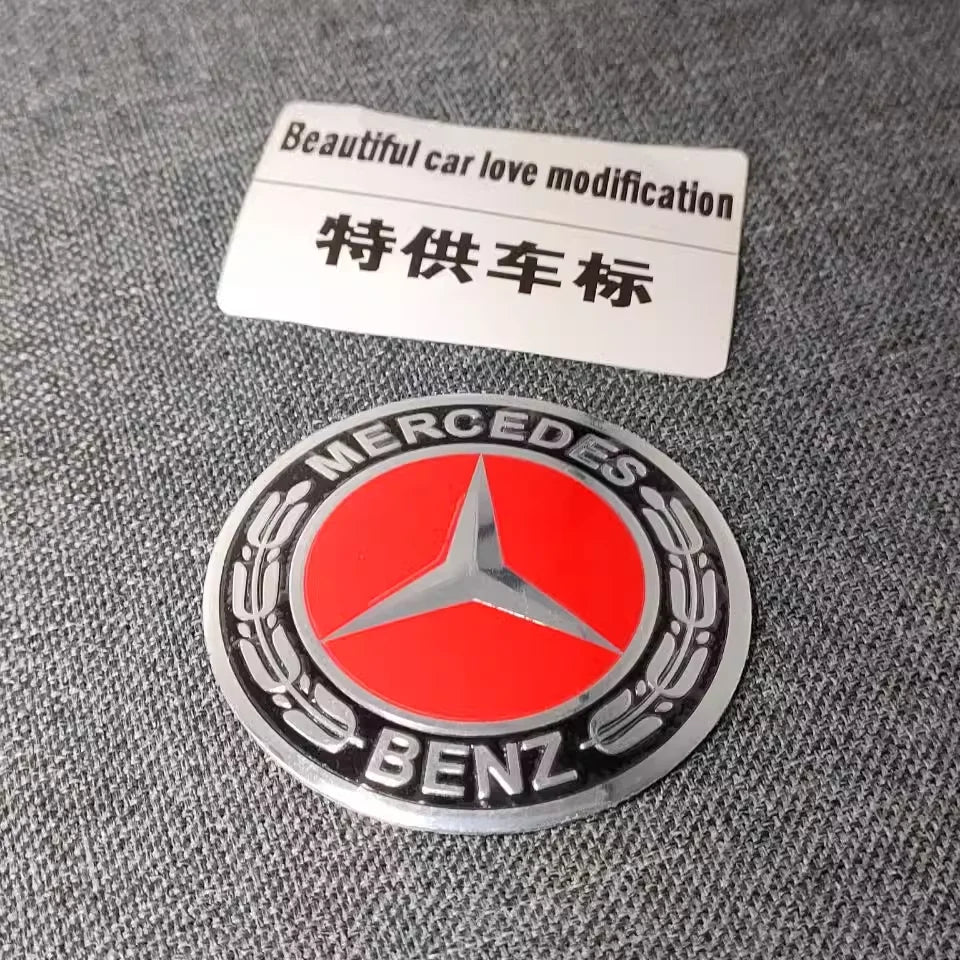 Beautiful car love modification
特供车标
MERCEDES
BENZ